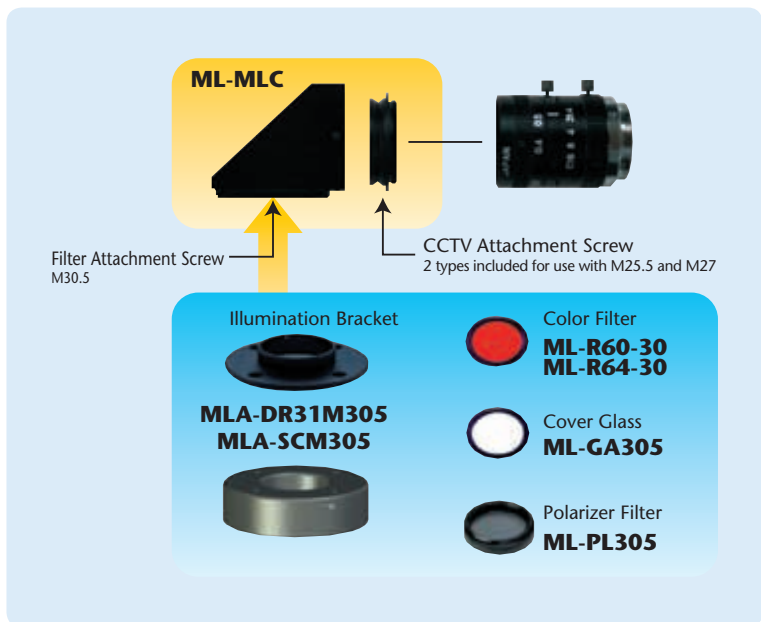 ML-MLC
Filter Attachment Screw
M30.5
CCTV Attachment Screw
2 types included for use with M25.5 and M27
Illumination Bracket
MLA-DR31M305
MLA-SCM305
Color Filter
ML-R60-30
ML-R64-30
Cover Glass
ML-GA305
Polarizer Filter
ML-PL305
JAPAN